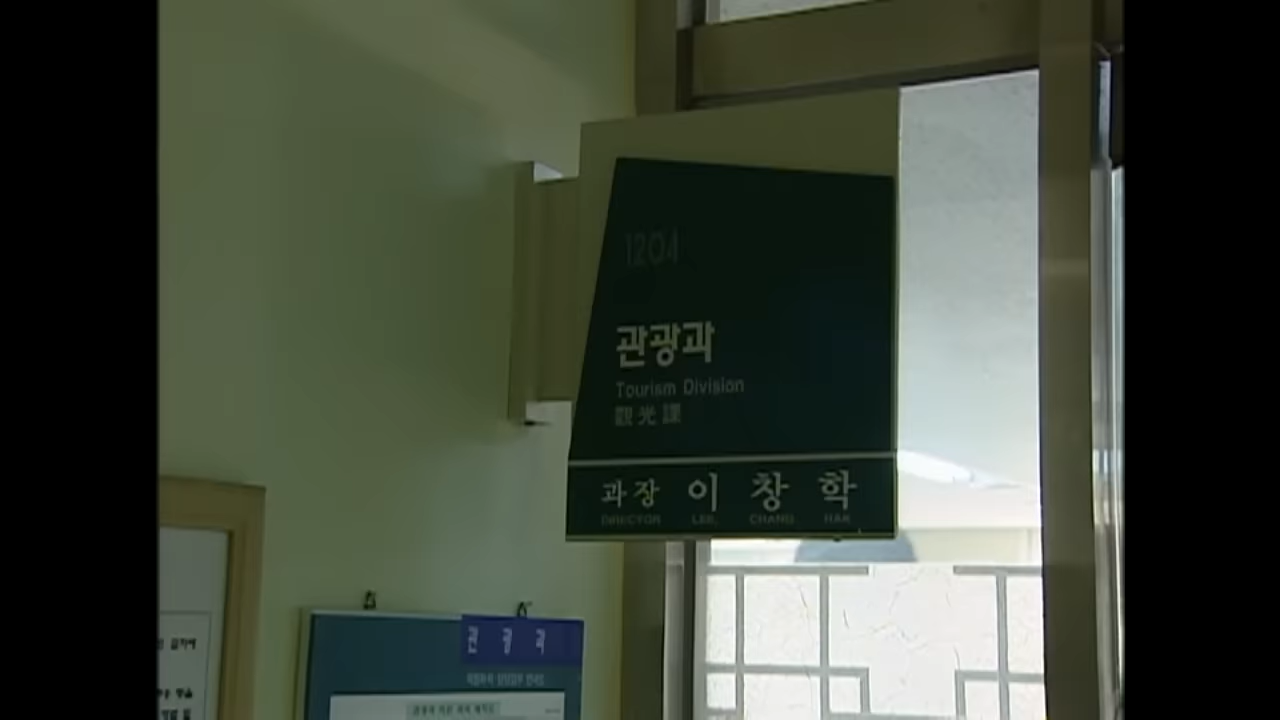 1204
관광과
Tourism Division
觀光課
과장 이 창 학
DIRECTOR LEE, CHANG HAK
관 광 과